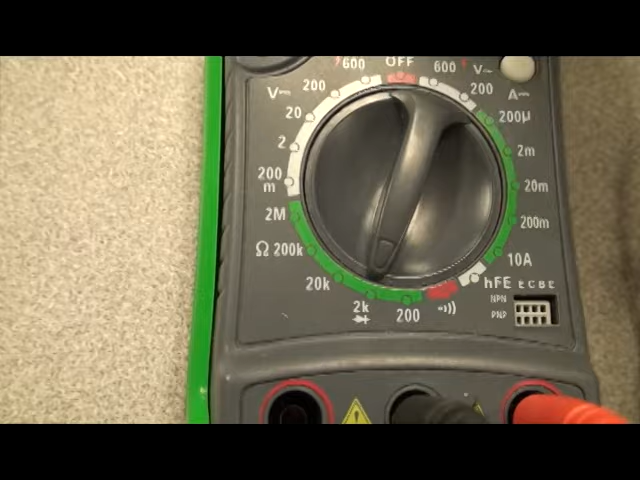 600 OFF 600 V
V 200 200 A
20 200µ
2 2m
200 m 20m
2M 200m
Ω 200k 10A
20k hFE E C B E
2k 200 NPN
PNP